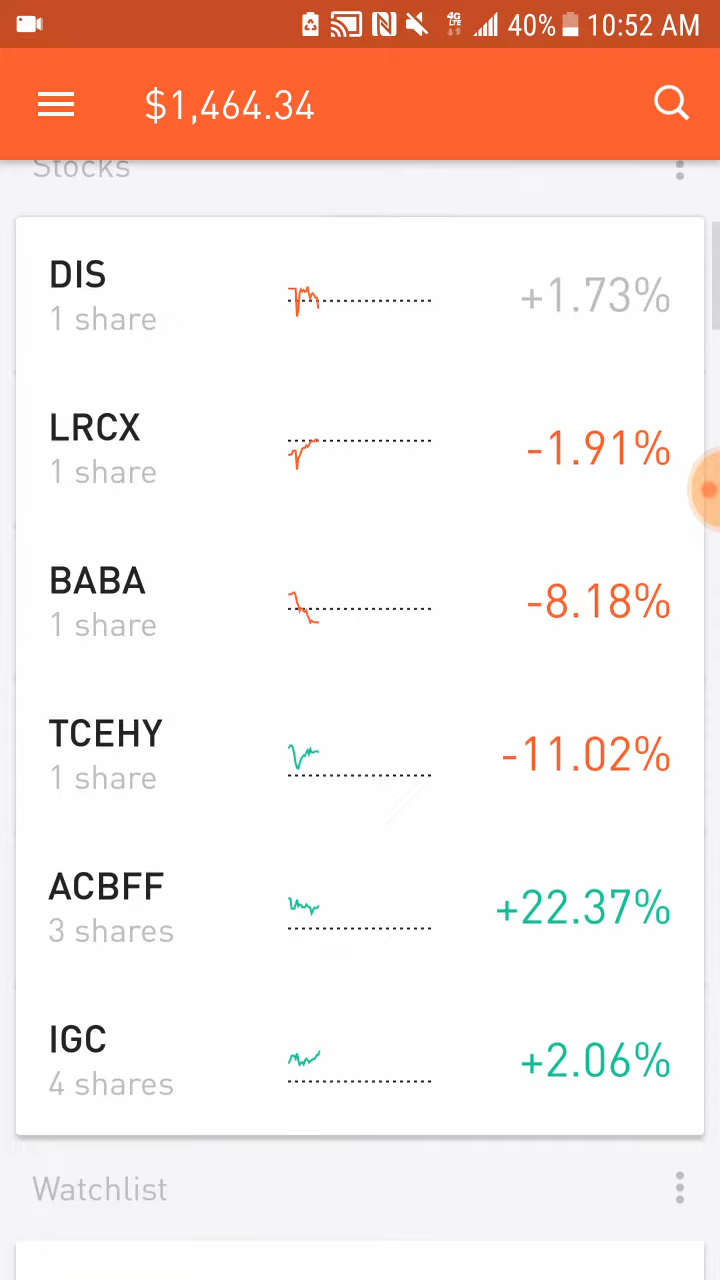 4G
LTE
40%
10:52 AM
$1,464.34
Stocks
DIS
1 share
+1.73%
LRCX
1 share
-1.91%
BABA
1 share
-8.18%
TCEHY
1 share
-11.02%
ACBFF
3 shares
+22.37%
IGC
4 shares
+2.06%
Watchlist